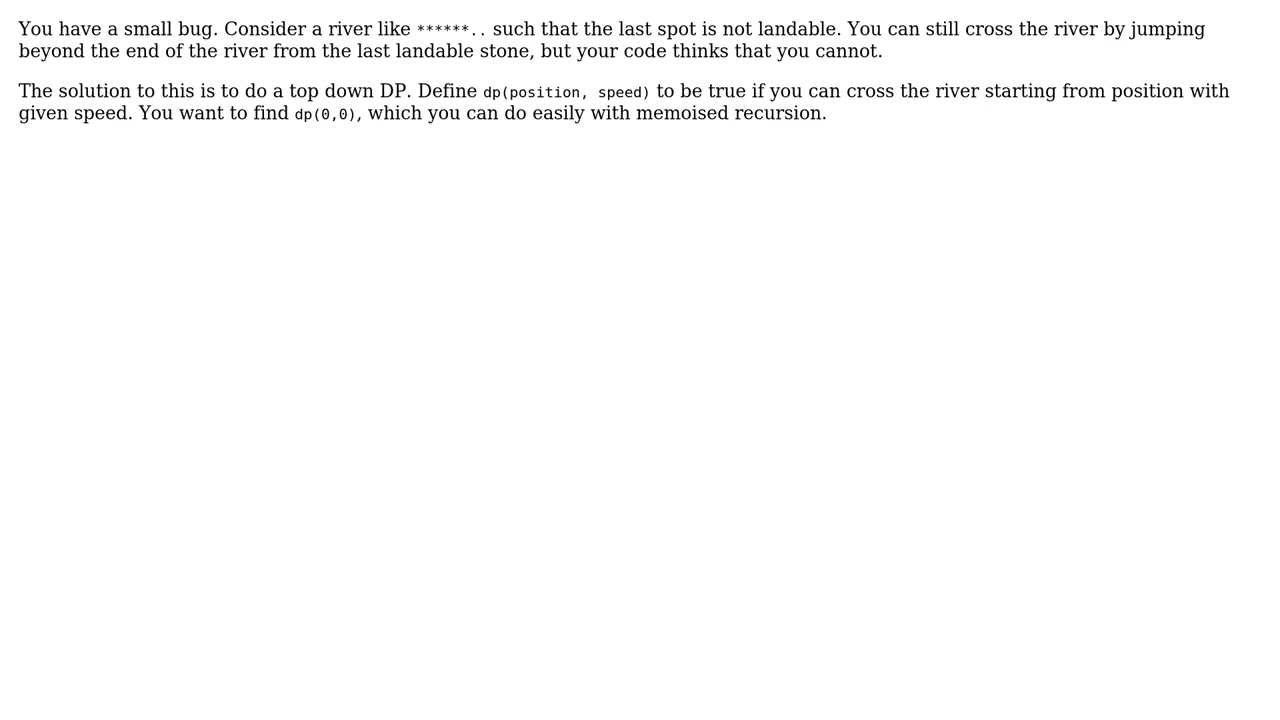 You have a small bug. Consider a river like ******.. such that the last spot is not landable. You can still cross the river by jumping
beyond the end of the river from the last landable stone, but your code thinks that you cannot.
The solution to this is to do a top down DP. Define dp(position, speed) to be true if you can cross the river starting from position with
given speed. You want to find dp(0,0), which you can do easily with memoised recursion.